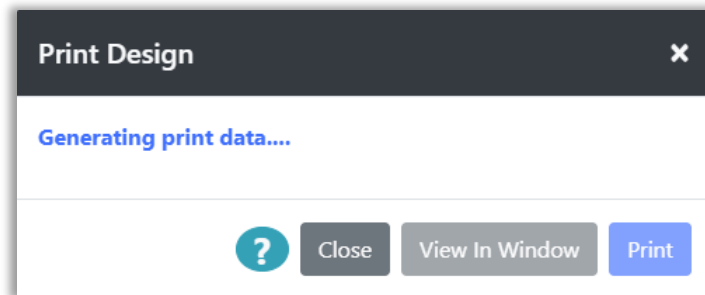 Print Design ×
Generating print data....
? Close View In Window Print